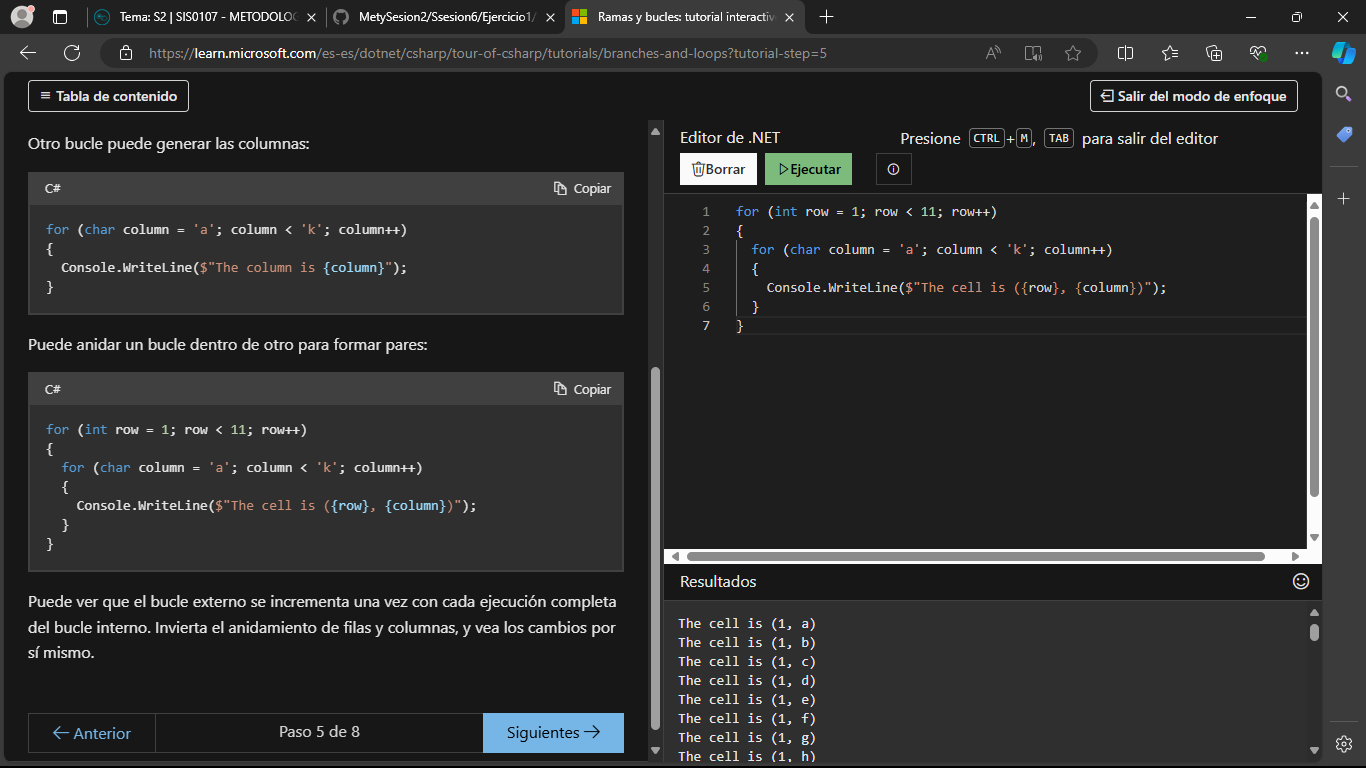 Tema: S2 | SIS0107 - METODOLOG
MetySesion2/Ssesion6/Ejercicio1/
Ramas y bucles: tutorial interactiv
https://learn.microsoft.com/es-es/dotnet/csharp/tour-of-csharp/tutorials/branches-and-loops?tutorial-step=5
Tabla de contenido
Salir del modo de enfoque
Otro bucle puede generar las columnas:
C#
Copiar
for (char column = 'a'; column < 'k'; column++)
{
Console.WriteLine($"The column is {column}");
}
Puede anidar un bucle dentro de otro para formar pares:
C#
Copiar
for (int row = 1; row < 11; row++)
{
for (char column = 'a'; column < 'k'; column++)
{
Console.WriteLine($"The cell is ({row}, {column})");
}
}
Puede ver que el bucle externo se incrementa una vez con cada ejecución completa
del bucle interno. Invierta el anidamiento de filas y columnas, y vea los cambios por
sí mismo.
Anterior
Paso 5 de 8
Siguientes
Editor de .NET
Presione CTRL+M, TAB para salir del editor
Borrar
Ejecutar
1 for (int row = 1; row < 11; row++)
2 {
3 for (char column = 'a'; column < 'k'; column++)
4 {
5 Console.WriteLine($"The cell is ({row}, {column})");
6 }
7 }
Resultados
The cell is (1, a)
The cell is (1, b)
The cell is (1, c)
The cell is (1, d)
The cell is (1, e)
The cell is (1, f)
The cell is (1, g)
The cell is (1, h)